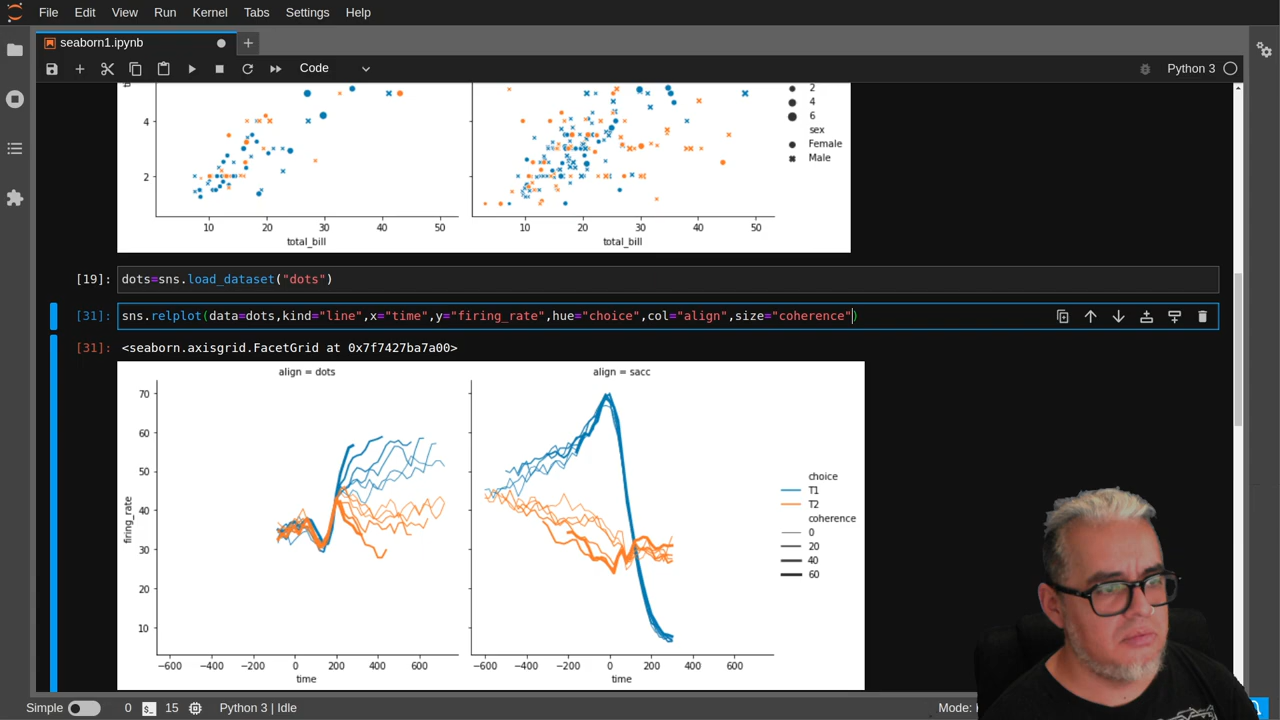 File Edit View Run Kernel Tabs Settings Help
seaborn1.ipynb
Code
Python 3
4
2
10 20 30 40 50
total_bill
10 20 30 40 50
total_bill
2
4
6
sex
Female
Male
[19]: dots=sns.load_dataset("dots")
[31]: sns.relplot(data=dots,kind="line",x="time",y="firing_rate",hue="choice",col="align",size="coherence")
[31]: <seaborn.axisgrid.FacetGrid at 0x7f7427ba7a00>
align = dots
align = sacc
70
60
50
40
30
20
10
firing_rate
−600 −400 −200 0 200 400 600
time
−600 −400 −200 0 200 400 600
time
choice
T1
T2
coherence
0
20
40
60
Simple 0 15 Python 3 | Idle